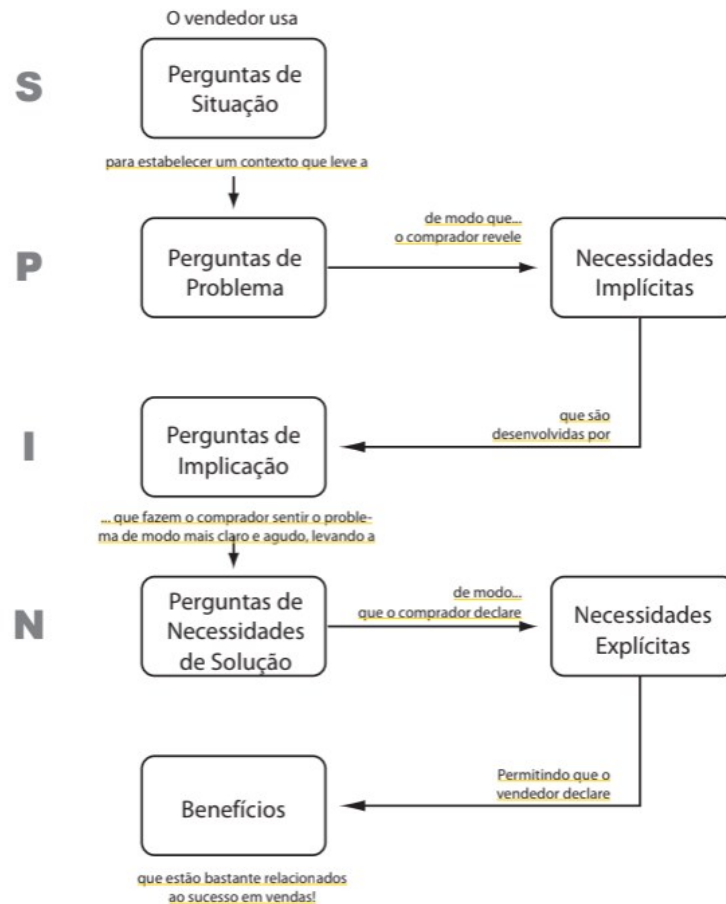 O vendedor usa
S
Perguntas de
Situação
para estabelecer um contexto que leve a
P
Perguntas de
Problema
de modo que...
o comprador revele
Necessidades
Implícitas
I
Perguntas de
Implicação
que são
desenvolvidas por
... que fazem o comprador sentir o proble-
ma de modo mais claro e agudo, levando a
N
Perguntas de
Necessidades
de Solução
de modo...
que o comprador declare
Necessidades
Explícitas
Benefícios
Permitindo que o
vendedor declare
que estão bastante relacionados
ao sucesso em vendas!